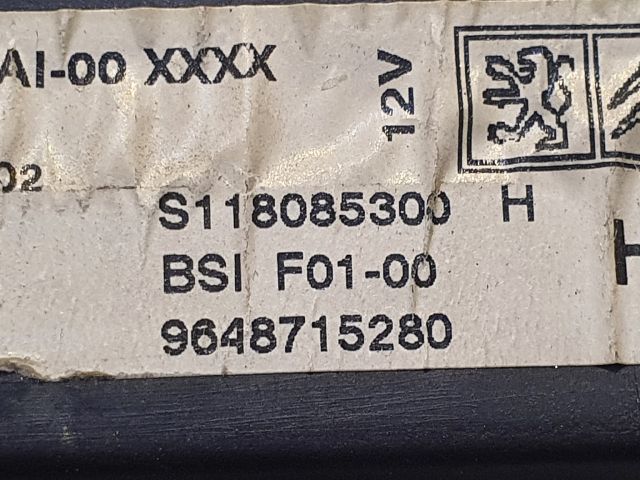 AI-00 XXXX
12V
02
S118085300 H
BSI F01-00
9648715280
H